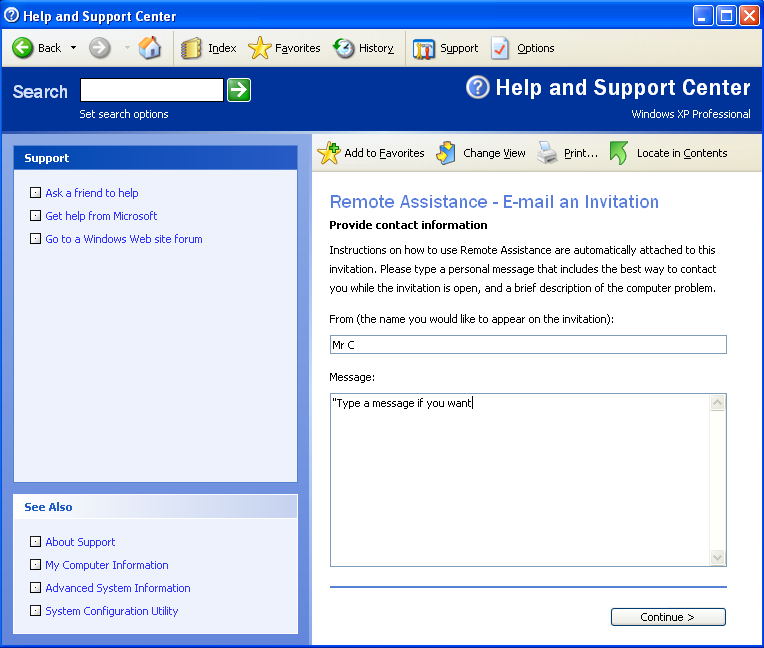 Help and Support Center
Back
Index
Favorites
History
Support
Options
Search
Set search options
Help and Support Center
Windows XP Professional
Support
Ask a friend to help
Get help from Microsoft
Go to a Windows Web site forum
See Also
About Support
My Computer Information
Advanced System Information
System Configuration Utility
Add to Favorites
Change View
Print...
Locate in Contents
Remote Assistance - E-mail an Invitation
Provide contact information
Instructions on how to use Remote Assistance are automatically attached to this
invitation. Please type a personal message that includes the best way to contact
you while the invitation is open, and a brief description of the computer problem.
From (the name you would like to appear on the invitation):
Mr C
Message:
"Type a message if you want
Continue >